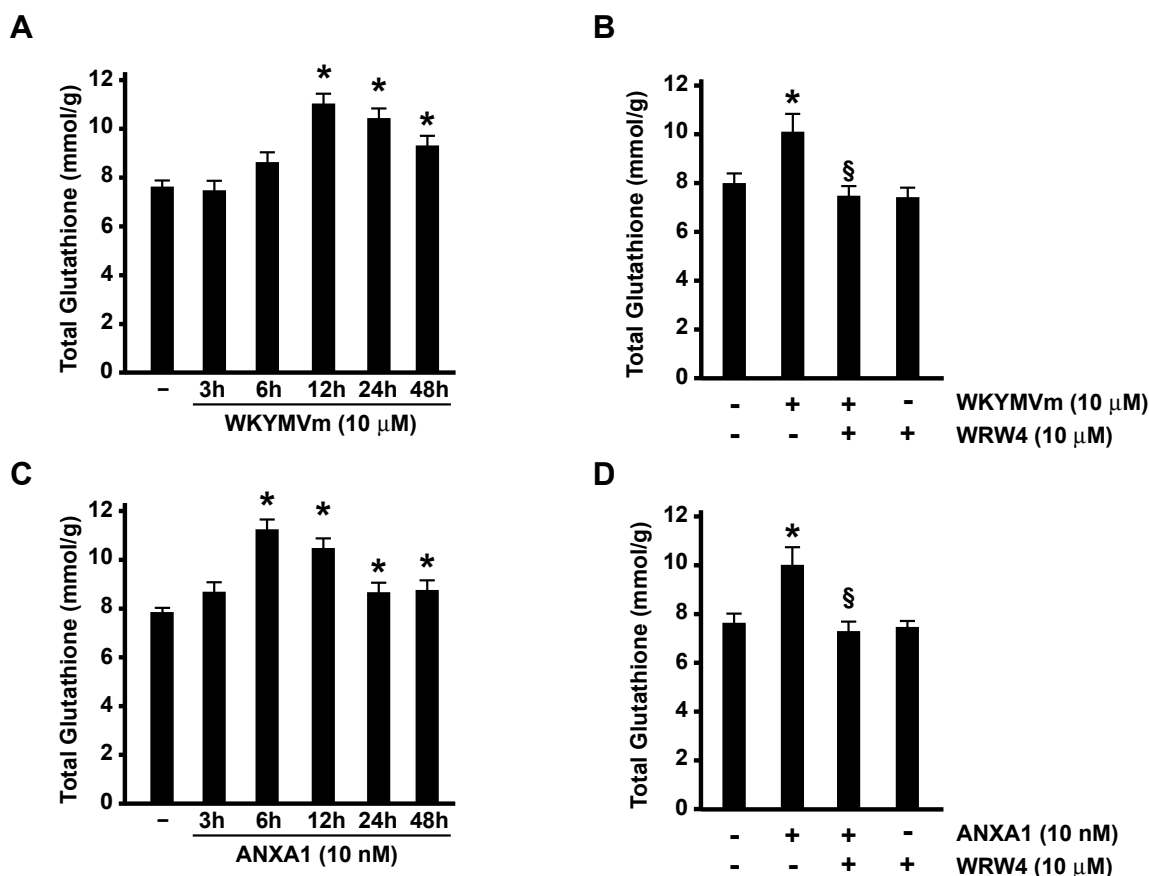 A
Total Glutathione (mmol/g)
12
10
8
6
4
2
0
* * *
– 3h 6h 12h 24h 48h
WKYMVm (10 μM)
B
Total Glutathione (mmol/g)
12
10
8
6
4
2
0
*
§
- + + - WKYMVm (10 μM)
- - + + WRW4 (10 μM)
C
Total Glutathione (mmol/g)
12
10
8
6
4
2
0
* * * *
– 3h 6h 12h 24h 48h
ANXA1 (10 nM)
D
Total Glutathione (mmol/g)
12
10
8
6
4
2
0
*
§
- + + - ANXA1 (10 nM)
- - + + WRW4 (10 μM)